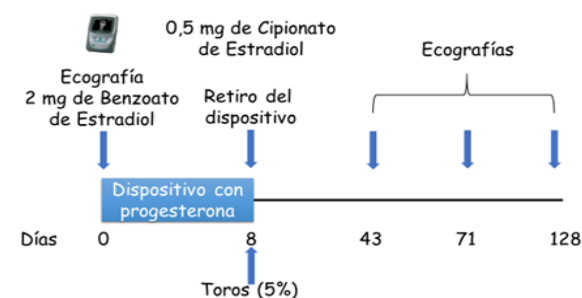 0,5 mg de Cipionato
de Estradiol
Ecografías
Ecografía
2 mg de Benzoato
de Estradiol
Retiro del
dispositivo
Dispositivo con
progesterona
Días 0 8 43 71 128
Toros (5%)